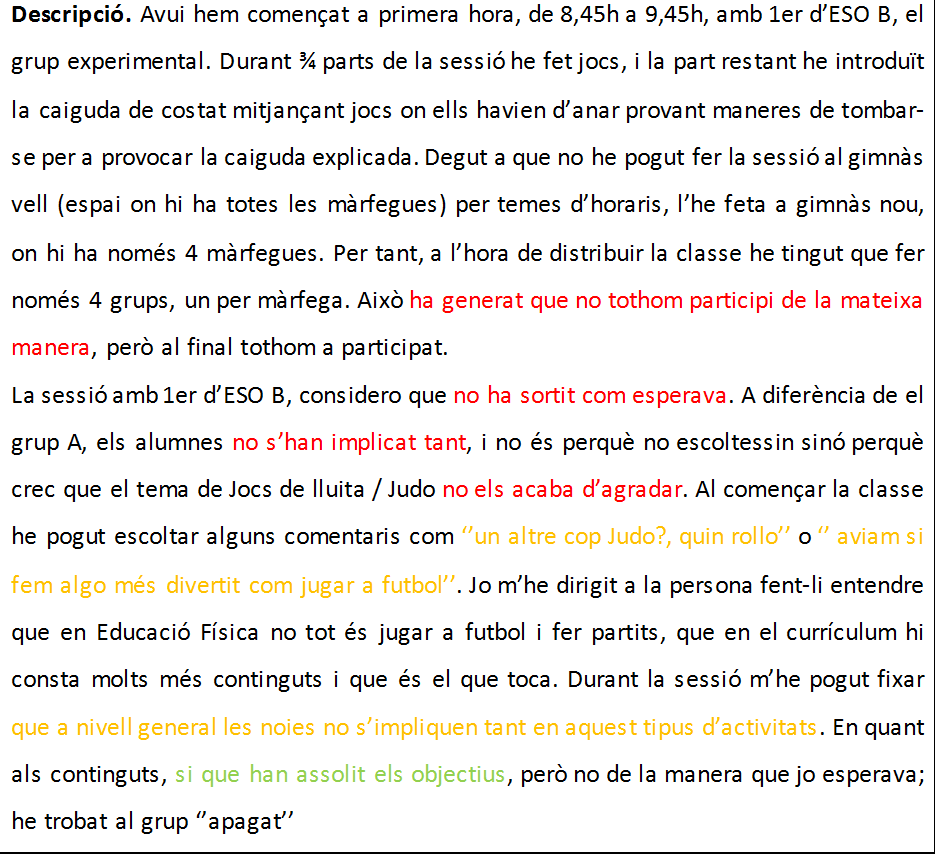 Descripció. Avui hem començat a primera hora, de 8,45h a 9,45h, amb 1er d’ESO B, el
grup experimental. Durant ¾ parts de la sessió he fet jocs, i la part restant he introduït
la caiguda de costat mitjançant jocs on ells havien d’anar provant maneres de tombar-
se per a provocar la caiguda explicada. Degut a que no he pogut fer la sessió al gimnàs
vell (espai on hi ha totes les màrfegues) per temes d’horaris, l’he feta a gimnàs nou,
on hi ha només 4 màrfegues. Per tant, a l’hora de distribuir la classe he tingut que fer
només 4 grups, un per màrfega. Això ha generat que no tothom participi de la mateixa
manera, però al final tothom a participat.
La sessió amb 1er d’ESO B, considero que no ha sortit com esperava. A diferència de el
grup A, els alumnes no s’han implicat tant, i no és perquè no escoltessin sinó perquè
crec que el tema de Jocs de lluita / Judo no els acaba d’agradar. Al començar la classe
he pogut escoltar alguns comentaris com ‘’un altre cop Judo?, quin rollo’’ o ‘’ aviam si
fem algo més divertit com jugar a futbol’’. Jo m’he dirigit a la persona fent-li entendre
que en Educació Física no tot és jugar a futbol i fer partits, que en el currículum hi
consta molts més continguts i que és el que toca. Durant la sessió m’he pogut fixar
que a nivell general les noies no s’impliquen tant en aquest tipus d’activitats. En quant
als continguts, si que han assolit els objectius, però no de la manera que jo esperava;
he trobat al grup ‘’apagat’’